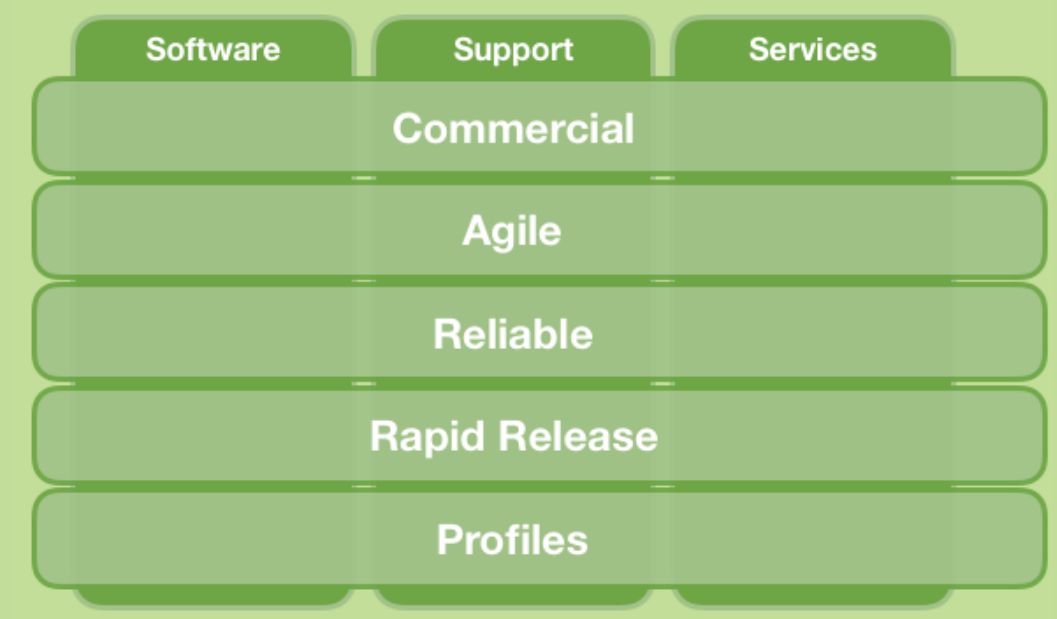 Software
Support
Services
Commercial
Agile
Reliable
Rapid Release
Profiles